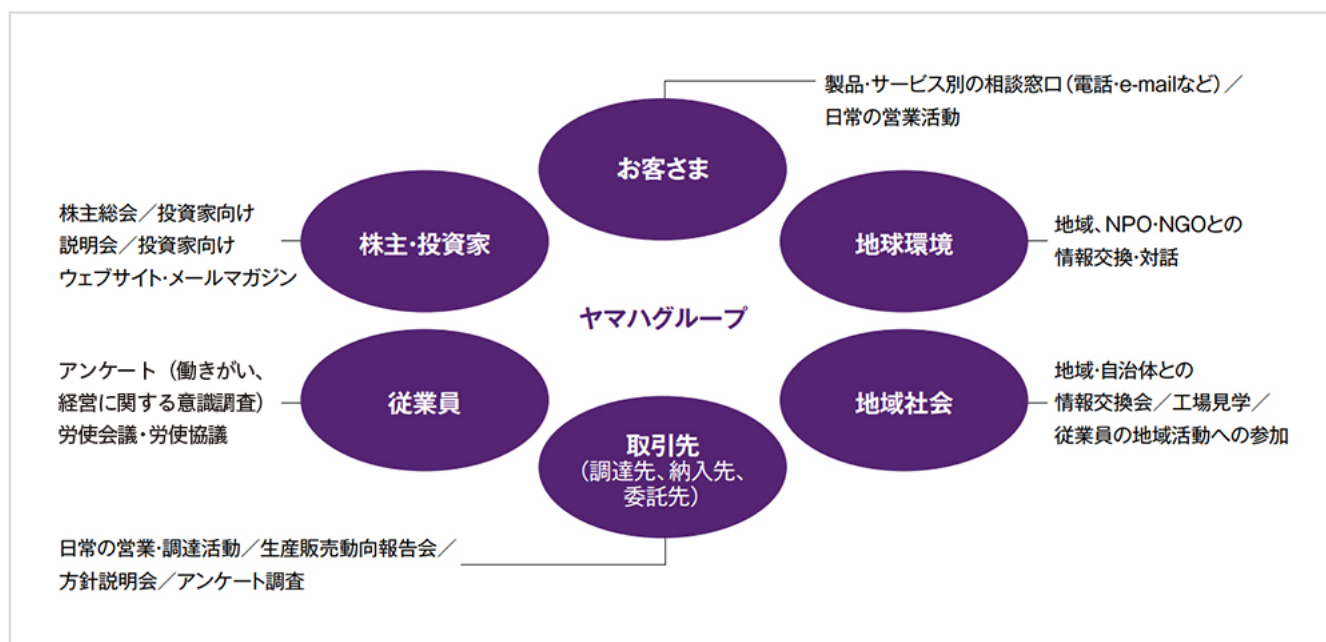 製品・サービス別の相談窓口（電話・e-mailなど）／
日常の営業活動
お客さま
株主総会／投資家向け
説明会／投資家向け
ウェブサイト・メールマガジン
株主・投資家
地球環境
地域、NPO・NGOとの
情報交換・対話
ヤマハグループ
アンケート（働きがい、
経営に関する意識調査）
労使会議・労使協議
従業員
地域社会
地域・自治体との
情報交換会／工場見学／
従業員の地域活動への参加
取引先
（調達先、納入先、
委託先）
日常の営業・調達活動／生産販売動向報告会／
方針説明会／アンケート調査